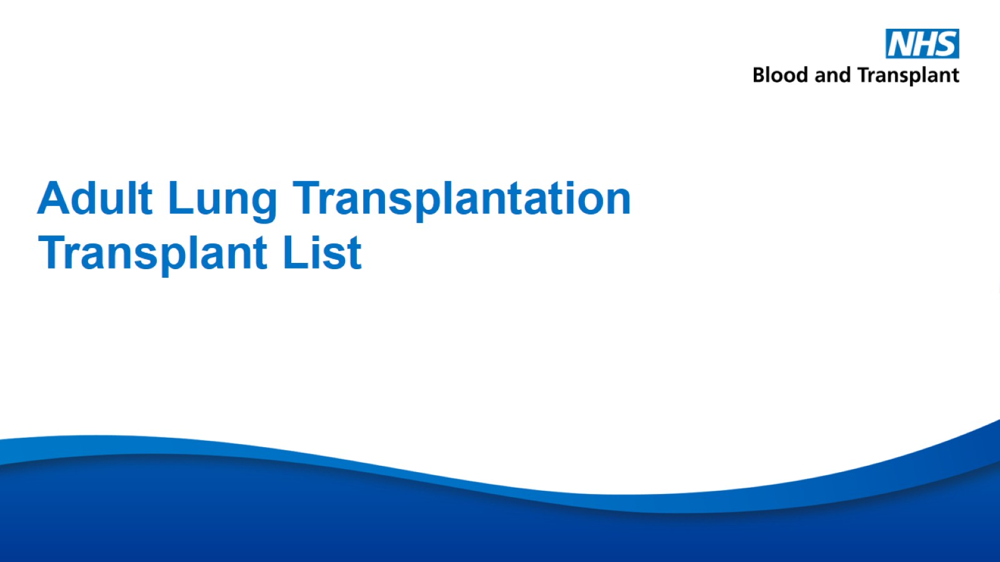 NHS
Blood and Transplant
Adult Lung Transplantation
Transplant List